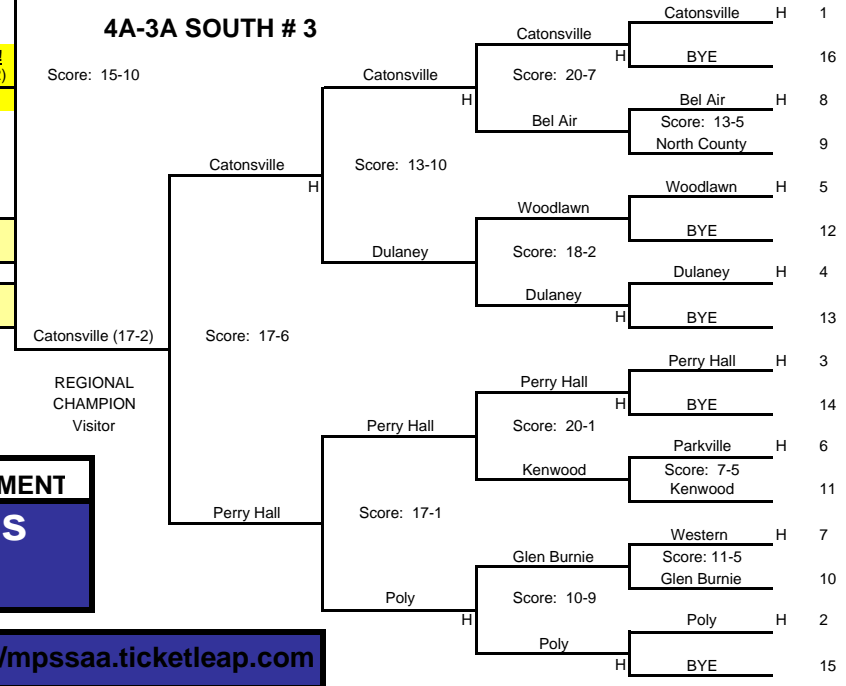 4A-3A SOUTH # 3
Catonsville H 1
Catonsville
H
BYE 16
!
)
Score: 15-10
Catonsville
Score: 20-7
H
Bel Air H 8
Bel Air
Score: 13-5
North County 9
Catonsville
Score: 13-10
H
Woodlawn H 5
Woodlawn
BYE 12
Dulaney
Score: 18-2
Dulaney H 4
Dulaney
H
BYE 13
Catonsville (17-2)
Score: 17-6
REGIONAL
CHAMPION
Visitor
Perry Hall H 3
Perry Hall
H
BYE 14
Perry Hall
Score: 20-1
Parkville H 6
Kenwood
Score: 7-5
Kenwood 11
MENT
S
Perry Hall
Score: 17-1
Western H 7
Glen Burnie
Score: 11-5
Glen Burnie 10
Poly
Score: 10-9
H
Poly H 2
Poly
H
BYE 15
/mpssaa.ticketleap.com